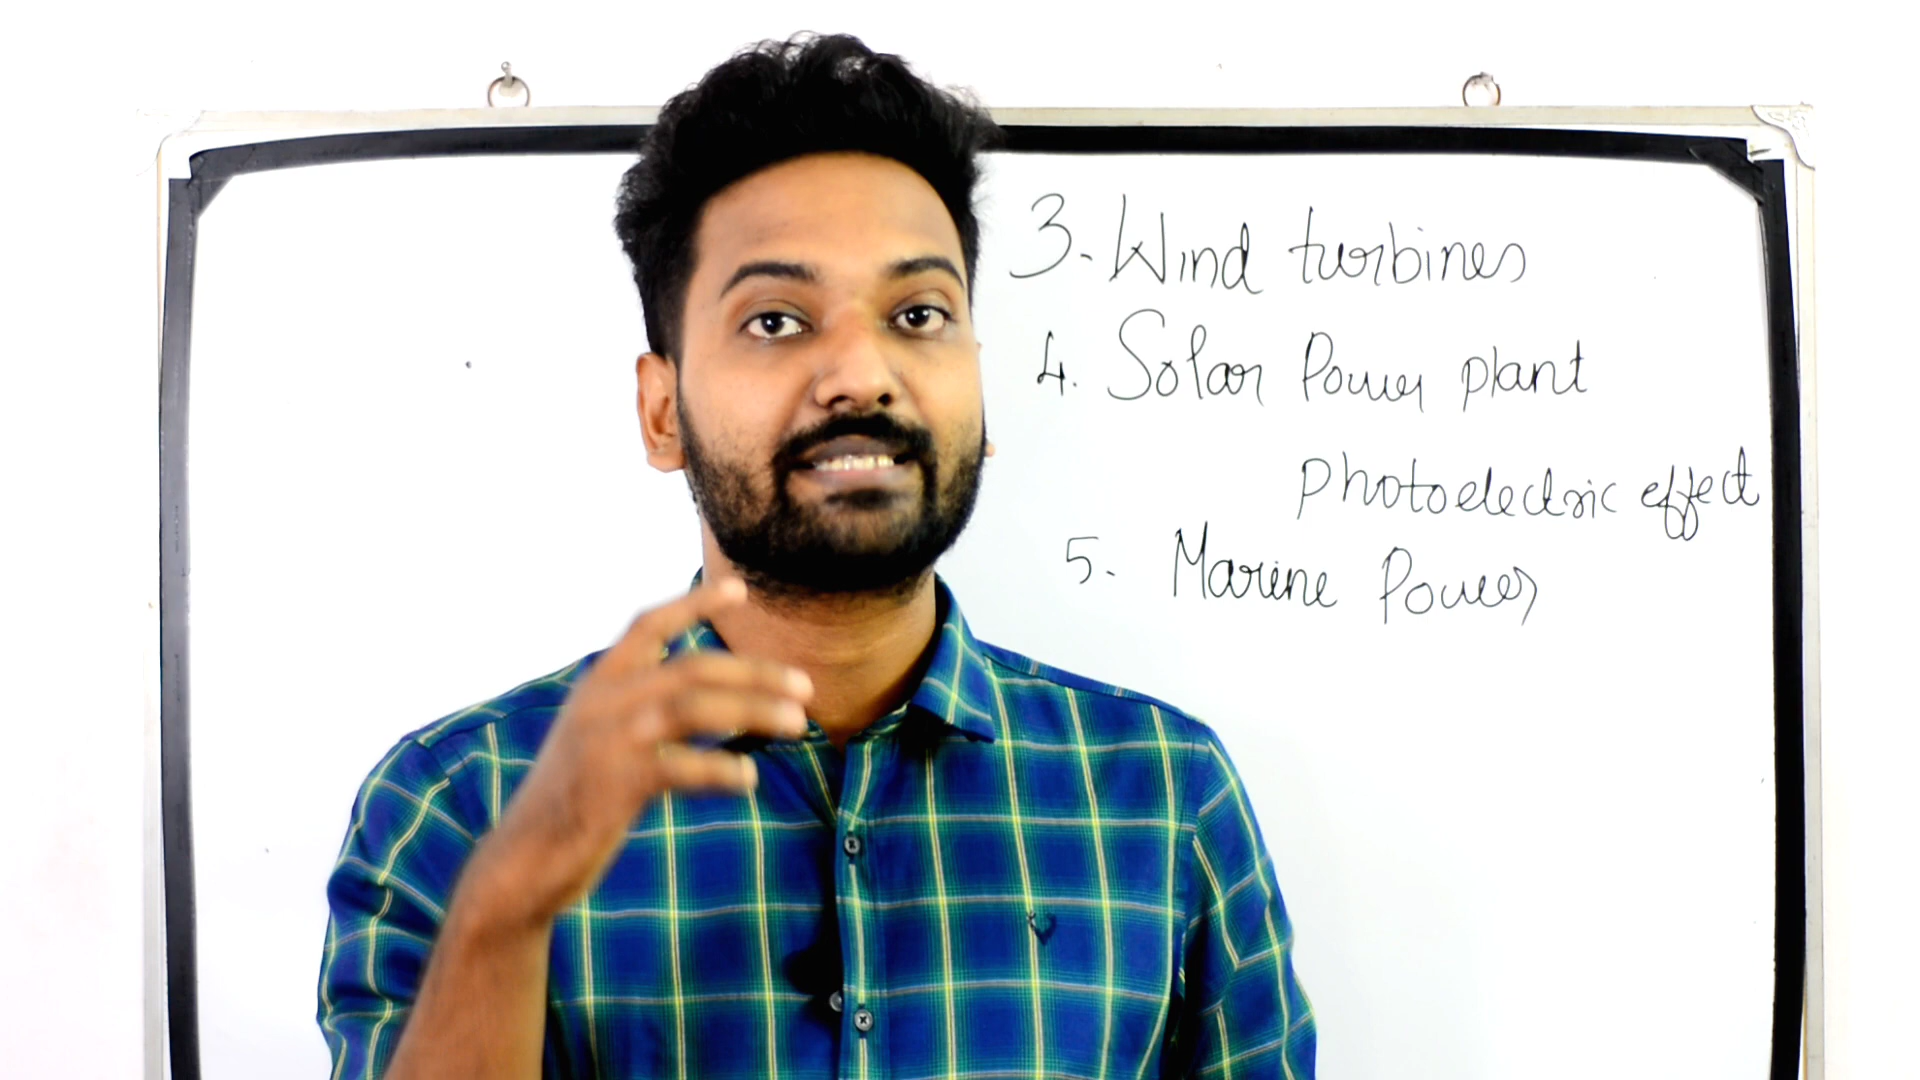 3. Wind turbines
4. Solar Power plant
photoelectric effect
5. Marine Power